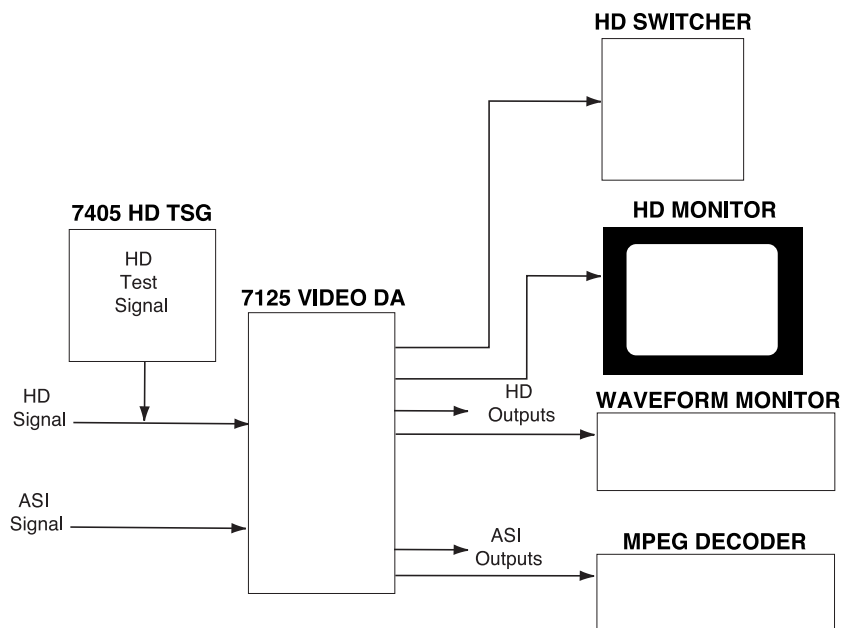 HD SWITCHER
7405 HD TSG
HD
Test
Signal
HD MONITOR
7125 VIDEO DA
HD
Signal
HD
Outputs
WAVEFORM MONITOR
ASI
Signal
ASI
Outputs
MPEG DECODER